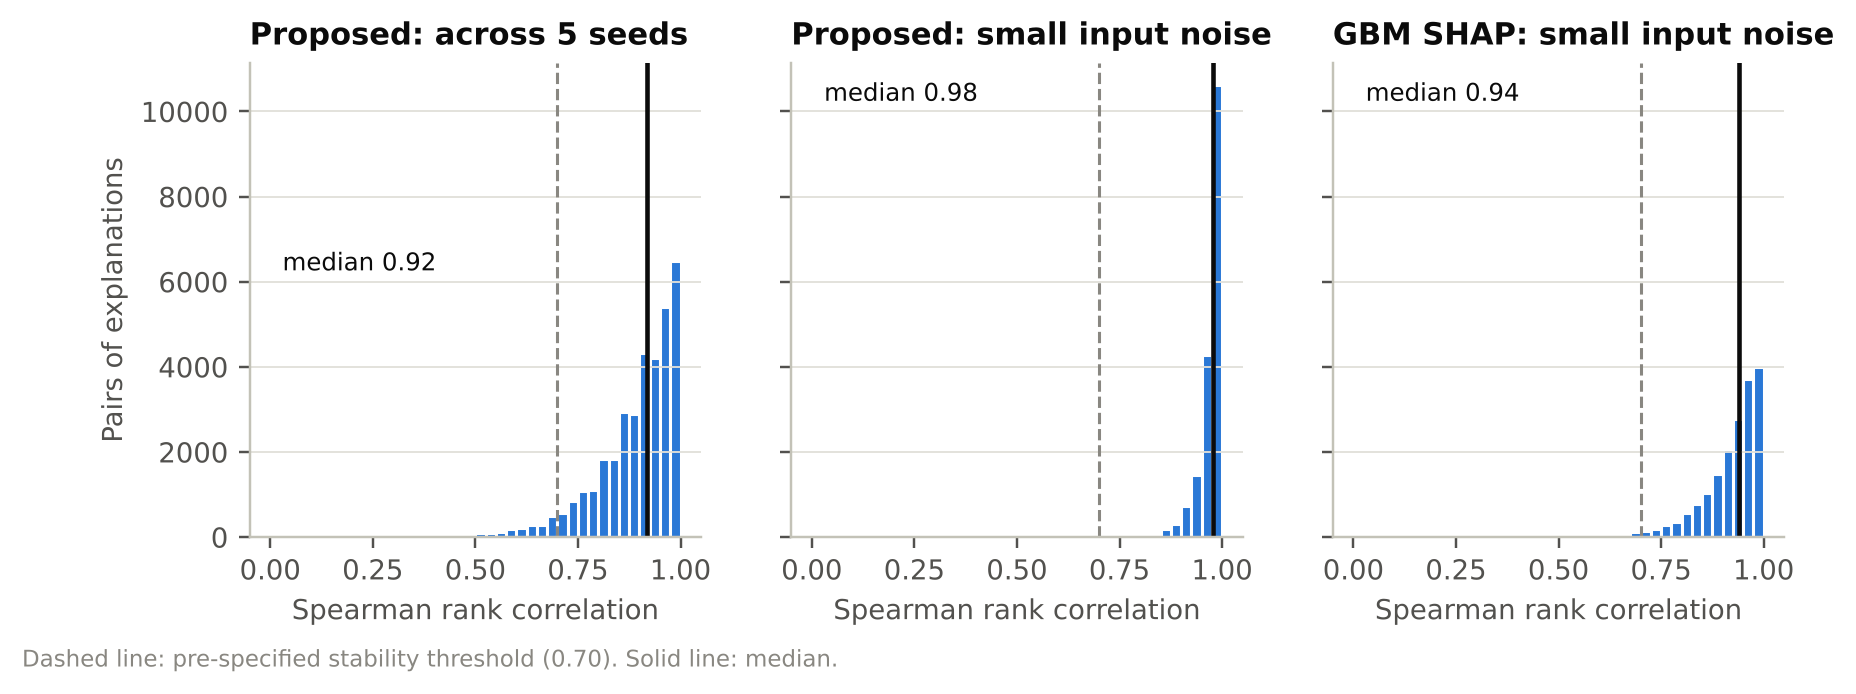 Proposed: across 5 seeds
Proposed: small input noise
GBM SHAP: small input noise
median 0.92
median 0.98
median 0.94
Pairs of explanations
10000
8000
6000
4000
2000
0
0.00 0.25 0.50 0.75 1.00
0.00 0.25 0.50 0.75 1.00
0.00 0.25 0.50 0.75 1.00
Spearman rank correlation
Spearman rank correlation
Spearman rank correlation
Dashed line: pre-specified stability threshold (0.70). Solid line: median.